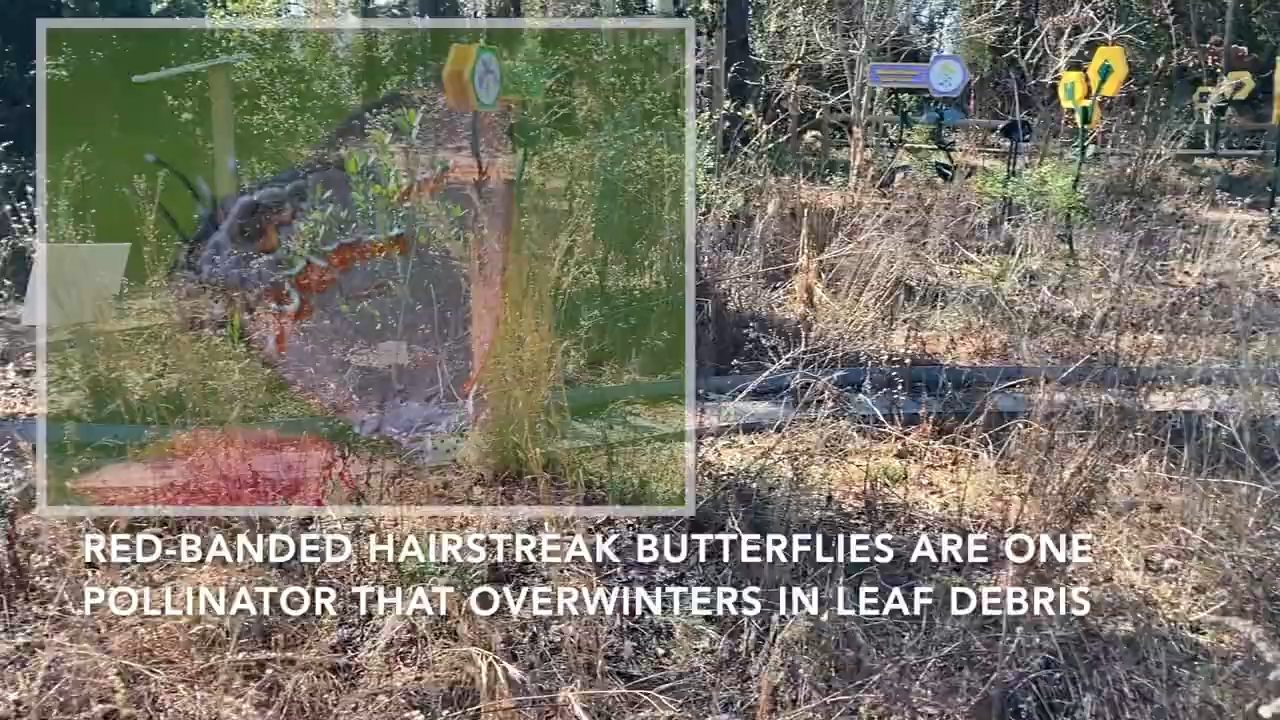 RED-BANDED HAIRSTREAK BUTTERFLIES ARE ONE
POLLINATOR THAT OVERWINTERS IN LEAF DEBRIS